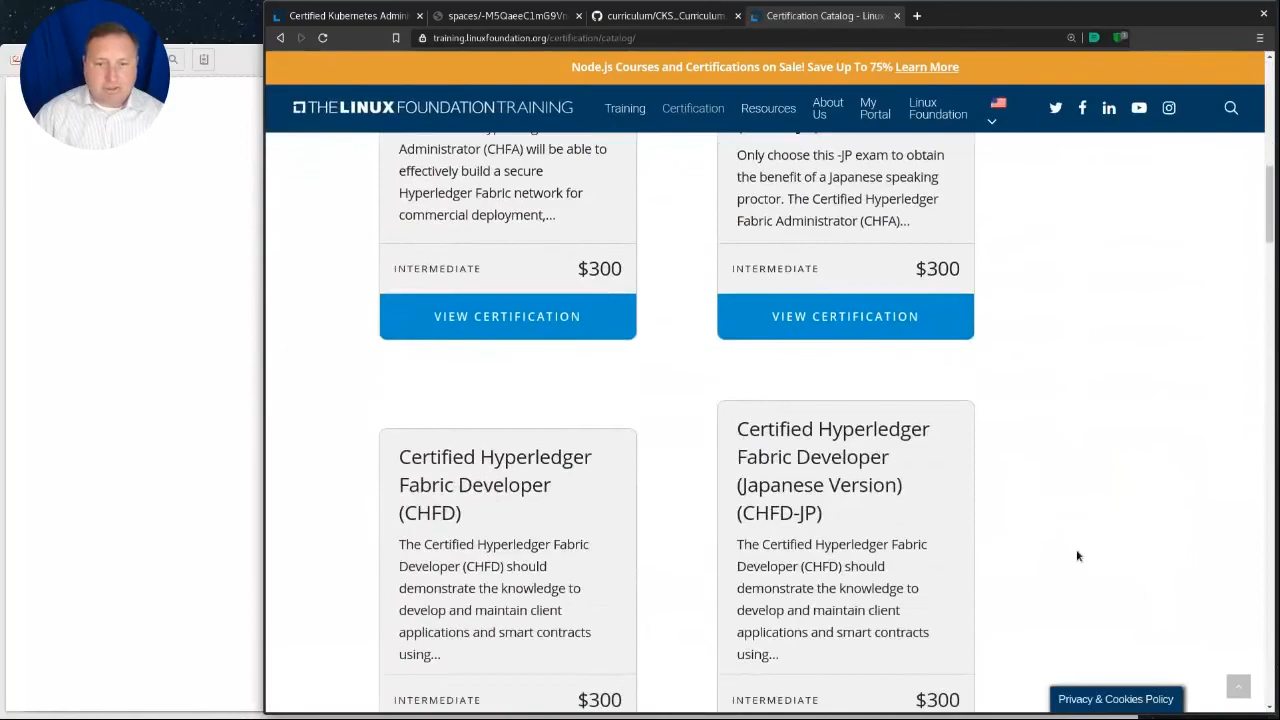 Certified Kubernetes Admini
spaces/-M5QaeeC1mG9Vn
curriculum/CKS_Curriculum
Certification Catalog - Linux
training.linuxfoundation.org/certification/catalog/
Node.js Courses and Certifications on Sale! Save Up To 75% Learn More
THE LINUX FOUNDATION TRAINING
Training
Certification
Resources
About
Us
My
Portal
Linux
Foundation
Administrator (CHFA) will be able to
effectively build a secure
Hyperledger Fabric network for
commercial deployment,...
INTERMEDIATE $300
VIEW CERTIFICATION
Only choose this -JP exam to obtain
the benefit of a Japanese speaking
proctor. The Certified Hyperledger
Fabric Administrator (CHFA)...
INTERMEDIATE $300
VIEW CERTIFICATION
Certified Hyperledger
Fabric Developer
(CHFD)
The Certified Hyperledger Fabric
Developer (CHFD) should
demonstrate the knowledge to
develop and maintain client
applications and smart contracts
using...
INTERMEDIATE $300
Certified Hyperledger
Fabric Developer
(Japanese Version)
(CHFD-JP)
The Certified Hyperledger Fabric
Developer (CHFD) should
demonstrate the knowledge to
develop and maintain client
applications and smart contracts
using...
INTERMEDIATE $300
Privacy & Cookies Policy